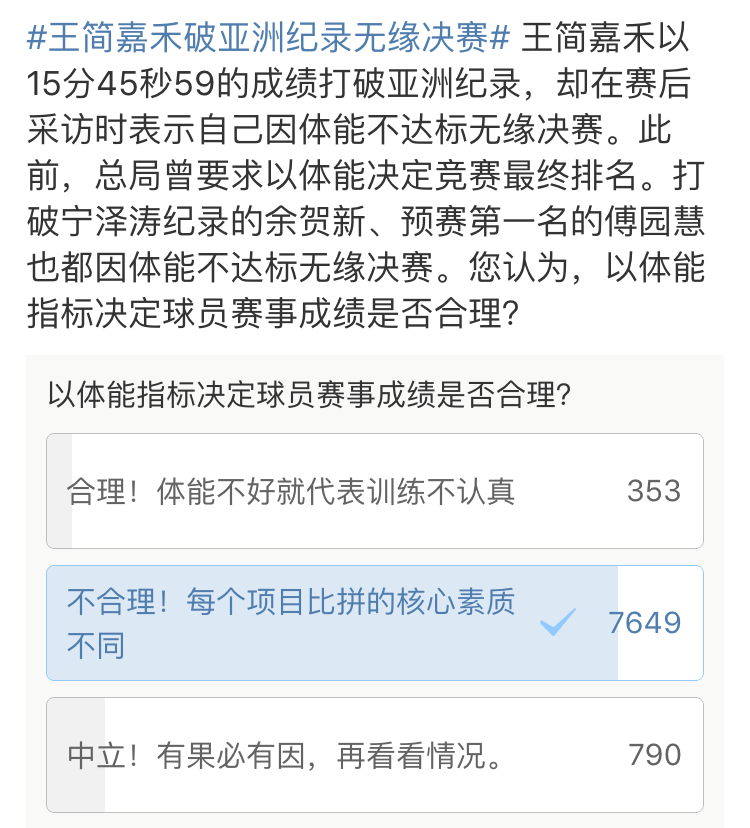 #王简嘉禾破亚洲纪录无缘决赛# 王简嘉禾以
15分45秒59的成绩打破亚洲纪录，却在赛后
采访时表示自己因体能不达标无缘决赛。此
前，总局曾要求以体能决定竞赛最终排名。打
破宁泽涛纪录的余贺新、预赛第一名的傅园慧
也都因体能不达标无缘决赛。您认为，以体能
指标决定球员赛事成绩是否合理?
以体能指标决定球员赛事成绩是否合理?
合理！体能不好就代表训练不认真
353
不合理！每个项目比拼的核心素质
不同
7649
中立！有果必有因，再看看情况。
790